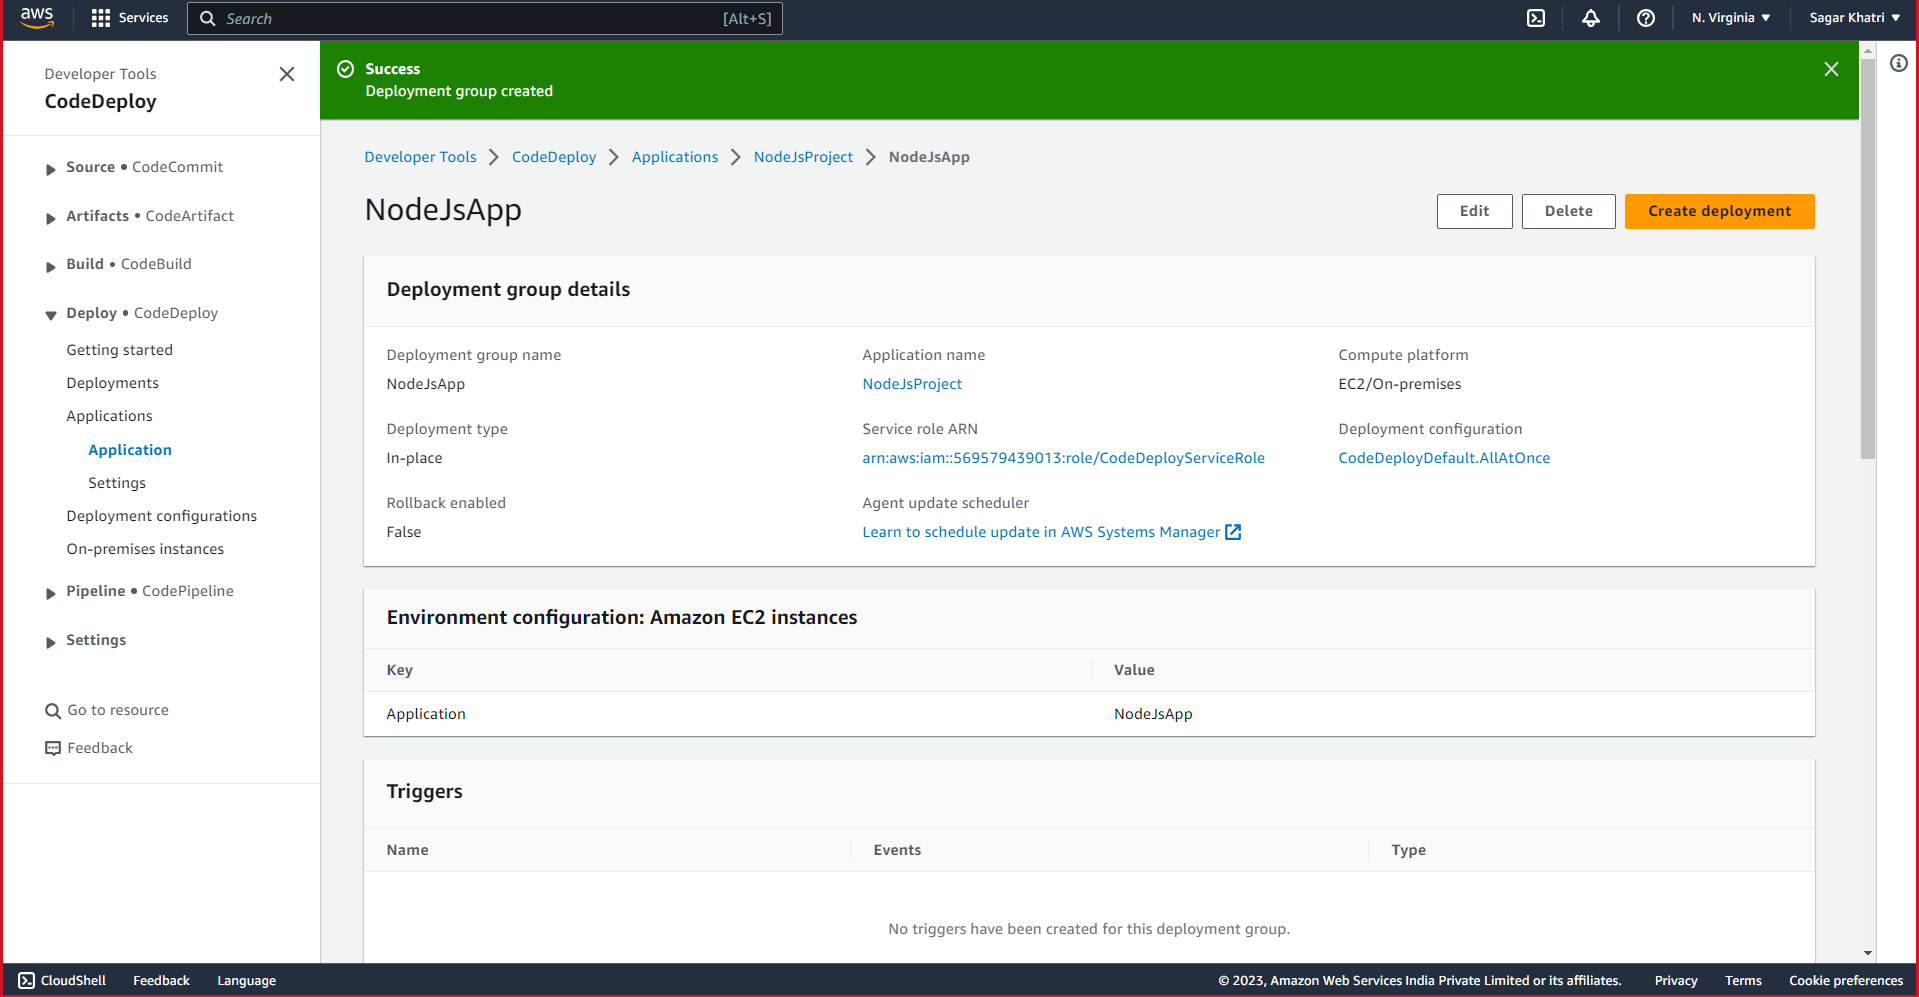 aws Services Search [Alt+S] N. Virginia ▼ Sagar Khatri ▼
Developer Tools
CodeDeploy
Source • CodeCommit
Artifacts • CodeArtifact
Build • CodeBuild
Deploy • CodeDeploy
Getting started
Deployments
Applications
Application
Settings
Deployment configurations
On-premises instances
Pipeline • CodePipeline
Settings
Go to resource
Feedback
Success
Deployment group created
Developer Tools > CodeDeploy > Applications > NodeJsProject > NodeJsApp
NodeJsApp
Edit Delete Create deployment
Deployment group details
Deployment group name Application name Compute platform
NodeJsApp NodeJsProject EC2/On-premises
Deployment type Service role ARN Deployment configuration
In-place arn:aws:iam::569579439013:role/CodeDeployServiceRole CodeDeployDefault.AllAtOnce
Rollback enabled Agent update scheduler
False Learn to schedule update in AWS Systems Manager
Environment configuration: Amazon EC2 instances
Key Value
Application NodeJsApp
Triggers
Name Events Type
No triggers have been created for this deployment group.
CloudShell Feedback Language © 2023, Amazon Web Services India Private Limited or its affiliates. Privacy Terms Cookie preferences